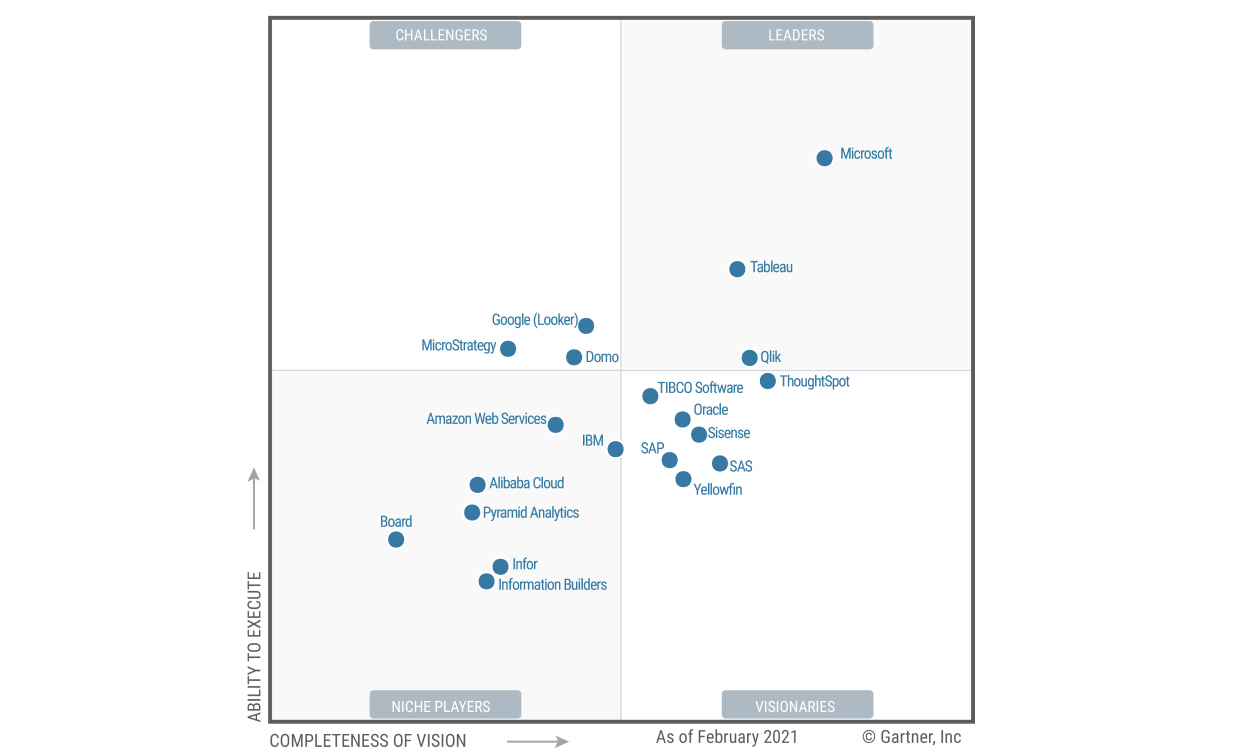 CHALLENGERS
LEADERS
Microsoft
Tableau
Google (Looker)
MicroStrategy
Domo
Qlik
ThoughtSpot
TIBCO Software
Oracle
Amazon Web Services
Sisense
IBM
SAP
SAS
Alibaba Cloud
Yellowfin
Pyramid Analytics
Board
Infor
Information Builders
ABILITY TO EXECUTE
NICHE PLAYERS
VISIONARIES
COMPLETENESS OF VISION
As of February 2021
© Gartner, Inc